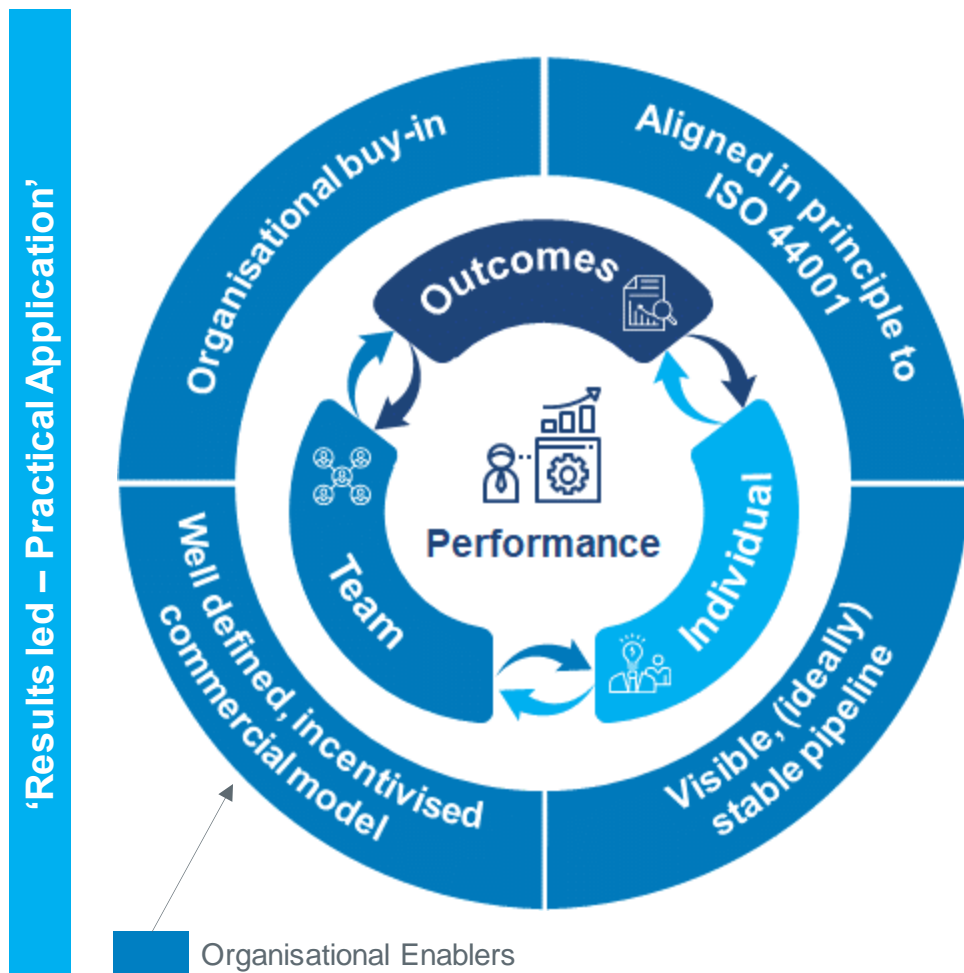 ‘Results led – Practical Application’
Organisational buy-in
Aligned in principle to
ISO 44001
Outcomes
Performance
Team
Individual
Well defined, incentivised
commercial model
Visible, (ideally)
stable pipeline
Organisational Enablers